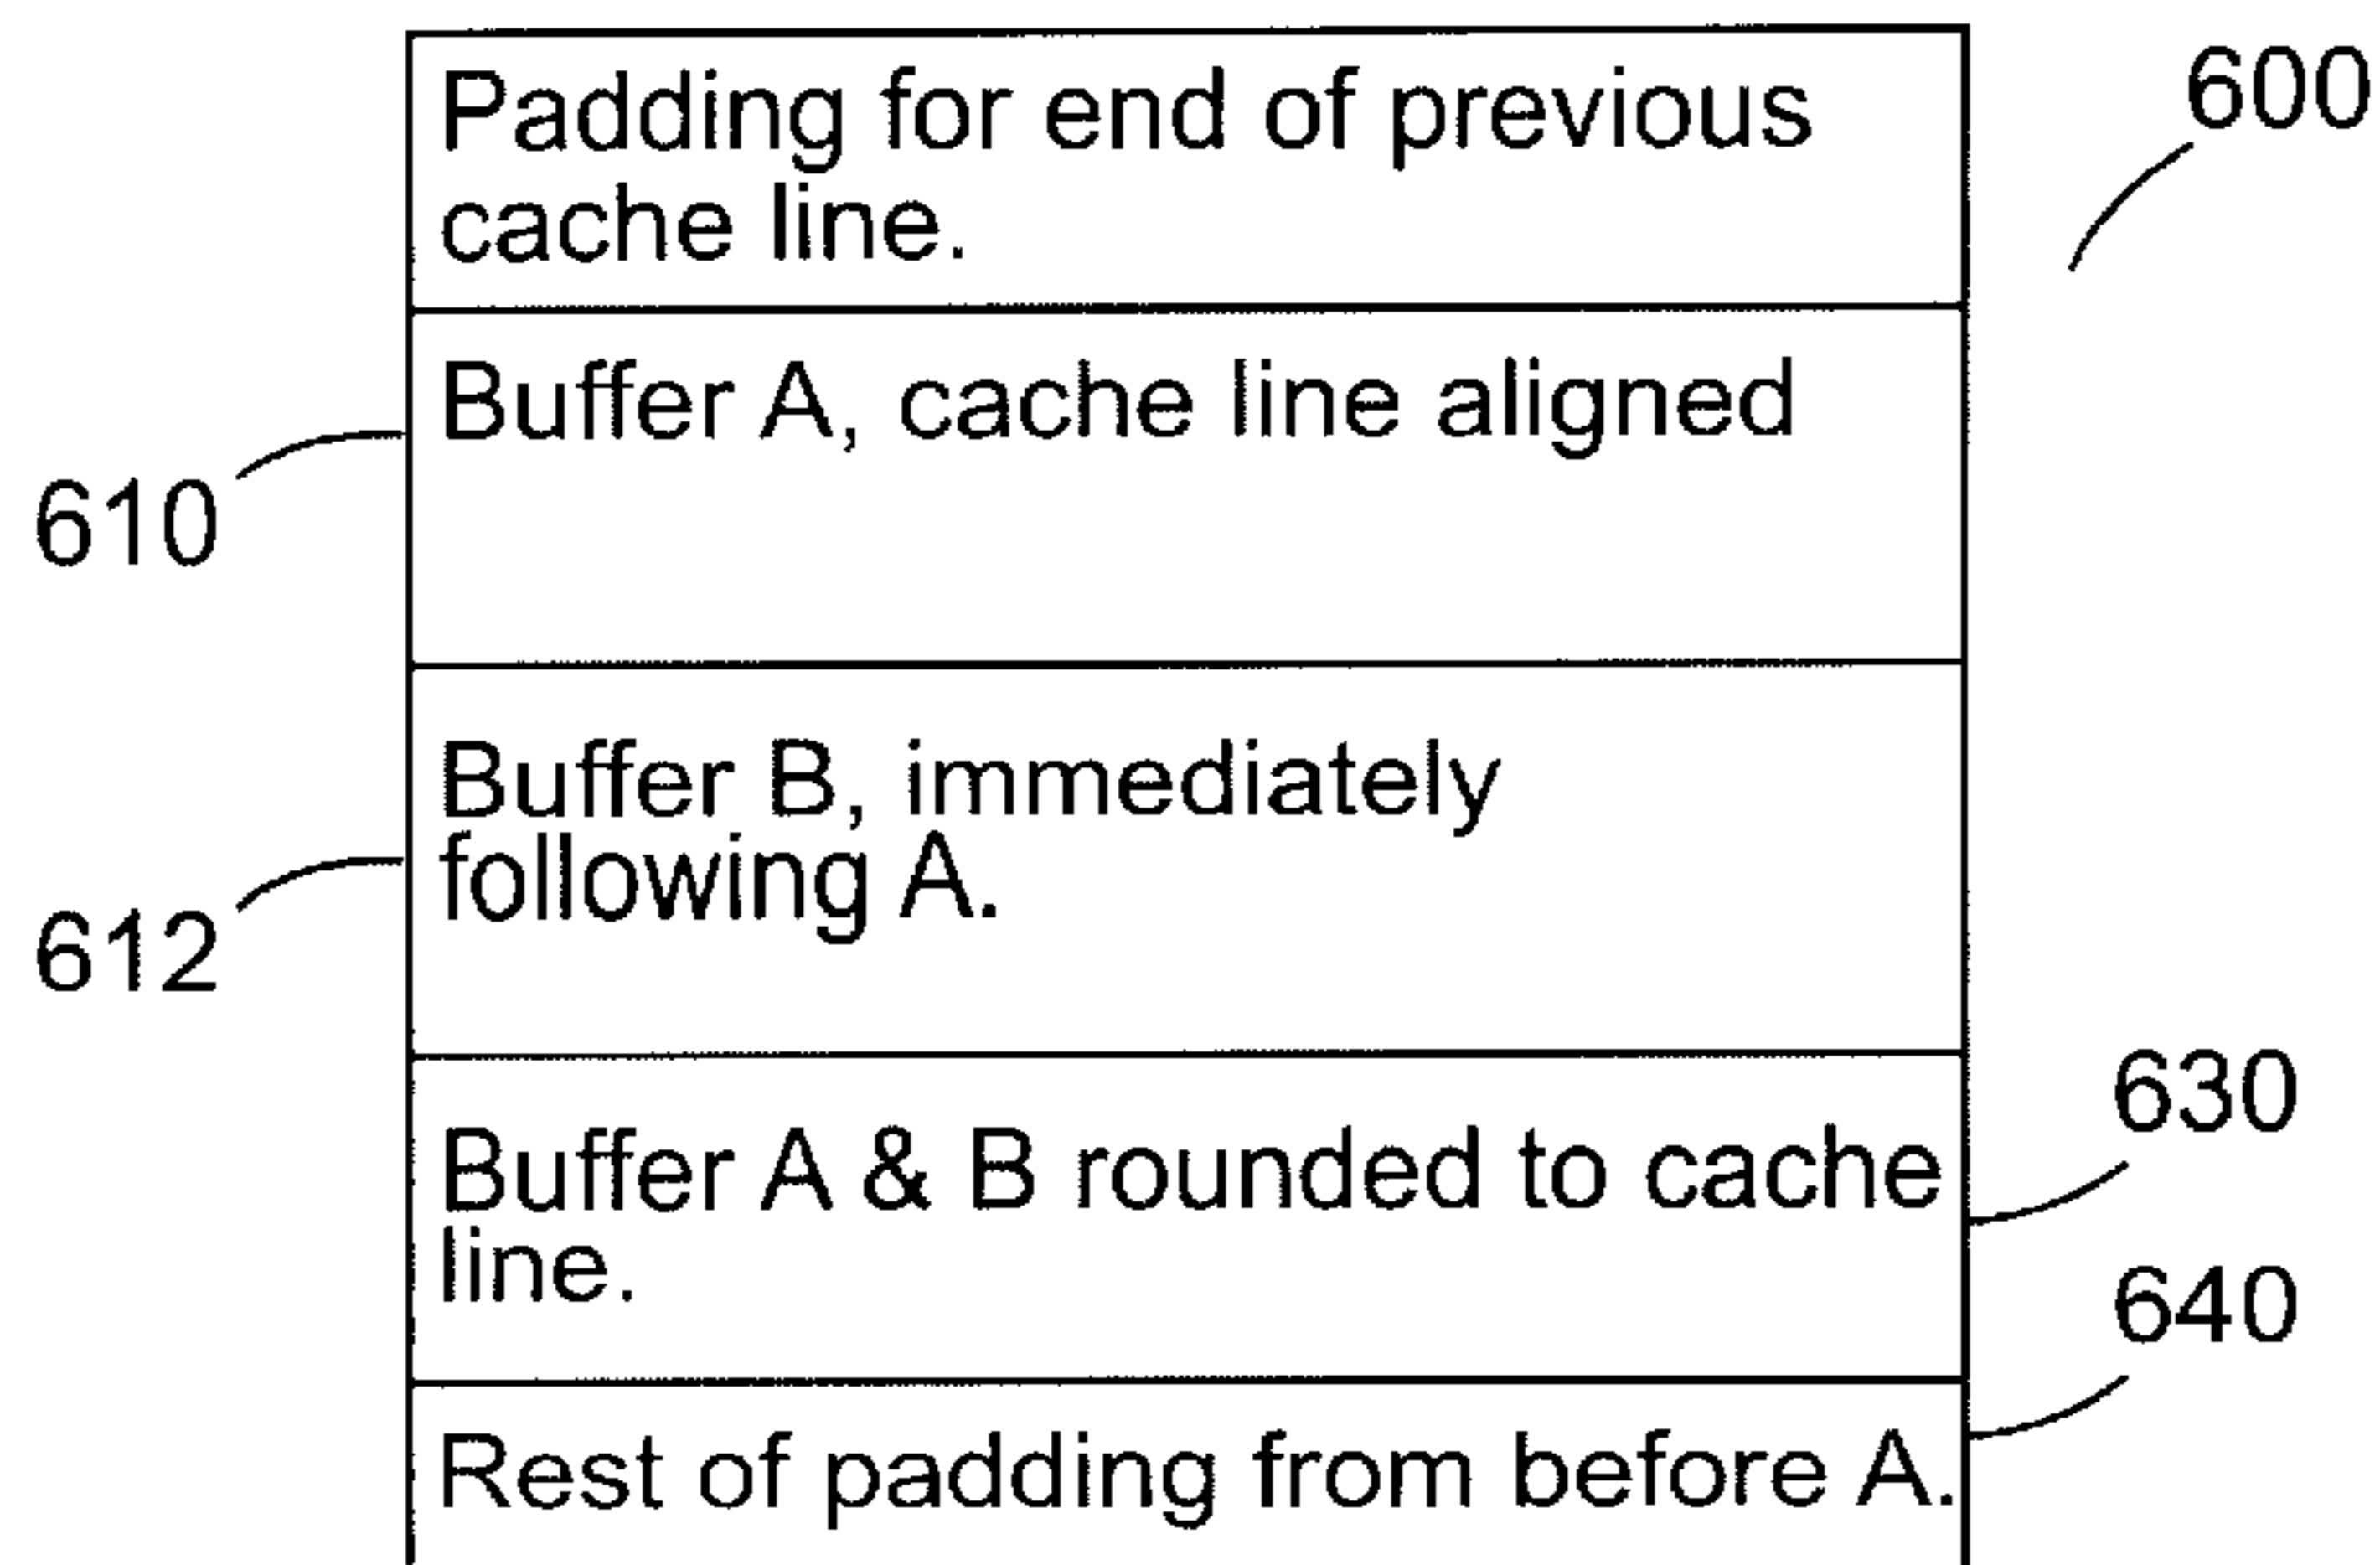 Padding for end of previous
cache line.
600
Buffer A, cache line aligned
610
Buffer B, immediately
following A.
612
630
Buffer A & B rounded to cache
line.
640
Rest of padding from before A.